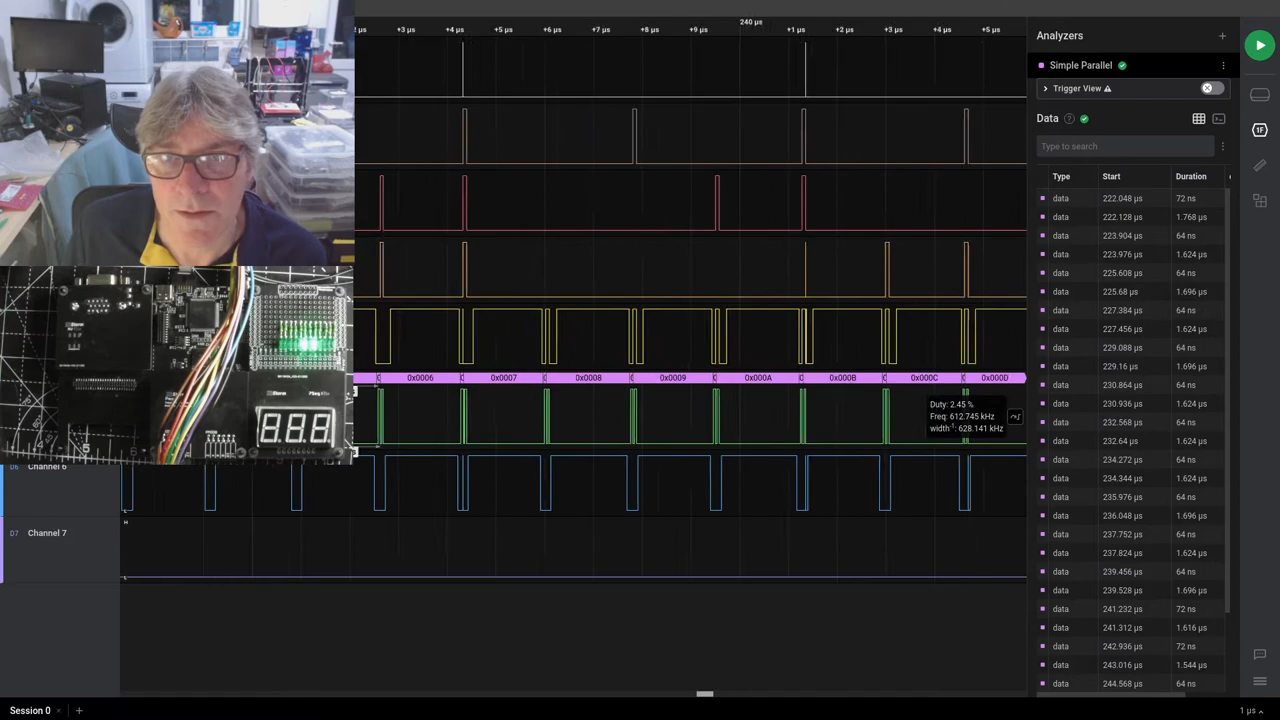 240 µs
+3 µs +4 µs +5 µs +6 µs +7 µs +8 µs +9 µs +1 µs +2 µs +3 µs +4 µs +5 µs
0x0006 0x0007 0x0008 0x0009 0x000A 0x000B 0x000C 0x000D
Duty: 2.45 %
Freq: 612.745 kHz
width⁻¹: 628.141 kHz
D6 Channel 6
D7 Channel 7
H
Session 0 × +
Analyzers +
Simple Parallel
Trigger View
Data
Type to search
Type Start Duration
data 222.048 µs 72 ns
data 222.128 µs 1.768 µs
data 223.904 µs 64 ns
data 223.976 µs 1.624 µs
data 225.608 µs 64 ns
data 225.68 µs 1.696 µs
data 227.384 µs 64 ns
data 227.456 µs 1.624 µs
data 229.088 µs 64 ns
data 229.16 µs 1.696 µs
data 230.864 µs 64 ns
data 230.936 µs 1.624 µs
data 232.568 µs 64 ns
data 232.64 µs 1.624 µs
data 234.272 µs 64 ns
data 234.344 µs 1.624 µs
data 235.976 µs 64 ns
data 236.048 µs 1.696 µs
data 237.752 µs 64 ns
data 237.824 µs 1.624 µs
data 239.456 µs 64 ns
data 239.528 µs 1.696 µs
data 241.232 µs 72 ns
data 241.312 µs 1.616 µs
data 242.936 µs 72 ns
data 243.016 µs 1.544 µs
data 244.568 µs 64 ns
1F
1 µs